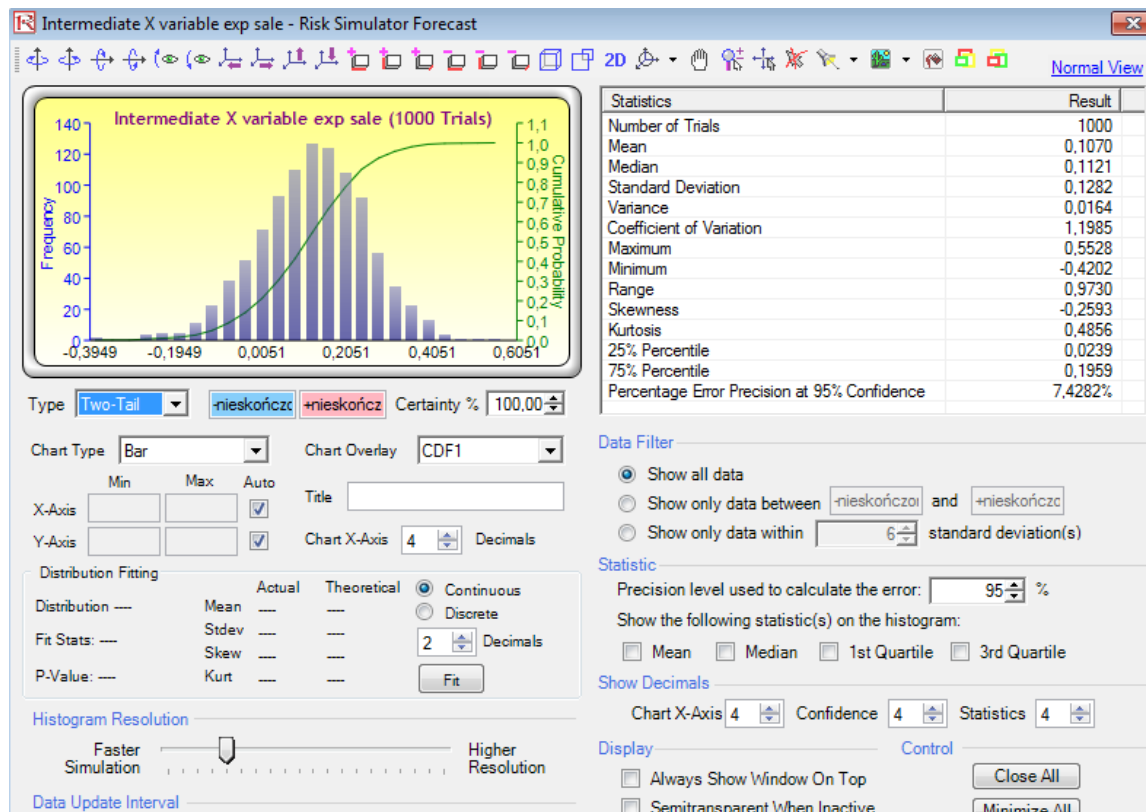 Intermediate X variable exp sale - Risk Simulator Forecast
2D
Normal View
Intermediate X variable exp sale (1000 Trials)
140
120
100
80
60
40
20
0
Frequency
1,1
1,0
0,9
0,8
0,7
0,6
0,5
0,4
0,3
0,2
0,1
0,0
Cumulative Probability
-0,3949 -0,1949 0,0051 0,2051 0,4051 0,6051
Type Two-Tail -nieskończo +nieskończ Certainty % 100,00
Chart Type Bar Chart Overlay CDF1
Min Max Auto
X-Axis
Title
Y-Axis
Chart X-Axis 4 Decimals
Distribution Fitting
Actual Theoretical Continuous
Distribution ---- Mean ---- ---- Discrete
Fit Stats: ---- Stdev ---- ---- 2 Decimals
Skew ---- ----
P-Value: ---- Kurt ---- ---- Fit
Histogram Resolution
Faster Simulation
Higher Resolution
Data Update Interval
Statistics Result
Number of Trials 1000
Mean 0,1070
Median 0,1121
Standard Deviation 0,1282
Variance 0,0164
Coefficient of Variation 1,1985
Maximum 0,5528
Minimum -0,4202
Range 0,9730
Skewness -0,2593
Kurtosis 0,4856
25% Percentile 0,0239
75% Percentile 0,1959
Percentage Error Precision at 95% Confidence 7,4282%
Data Filter
Show all data
Show only data between -nieskończoı and +nieskończc
Show only data within 6 standard deviation(s)
Statistic
Precision level used to calculate the error: 95 %
Show the following statistic(s) on the histogram:
Mean Median 1st Quartile 3rd Quartile
Show Decimals
Chart X-Axis 4 Confidence 4 Statistics 4
Display Control
Always Show Window On Top Close All
Semitransparent When Inactive Minimize All